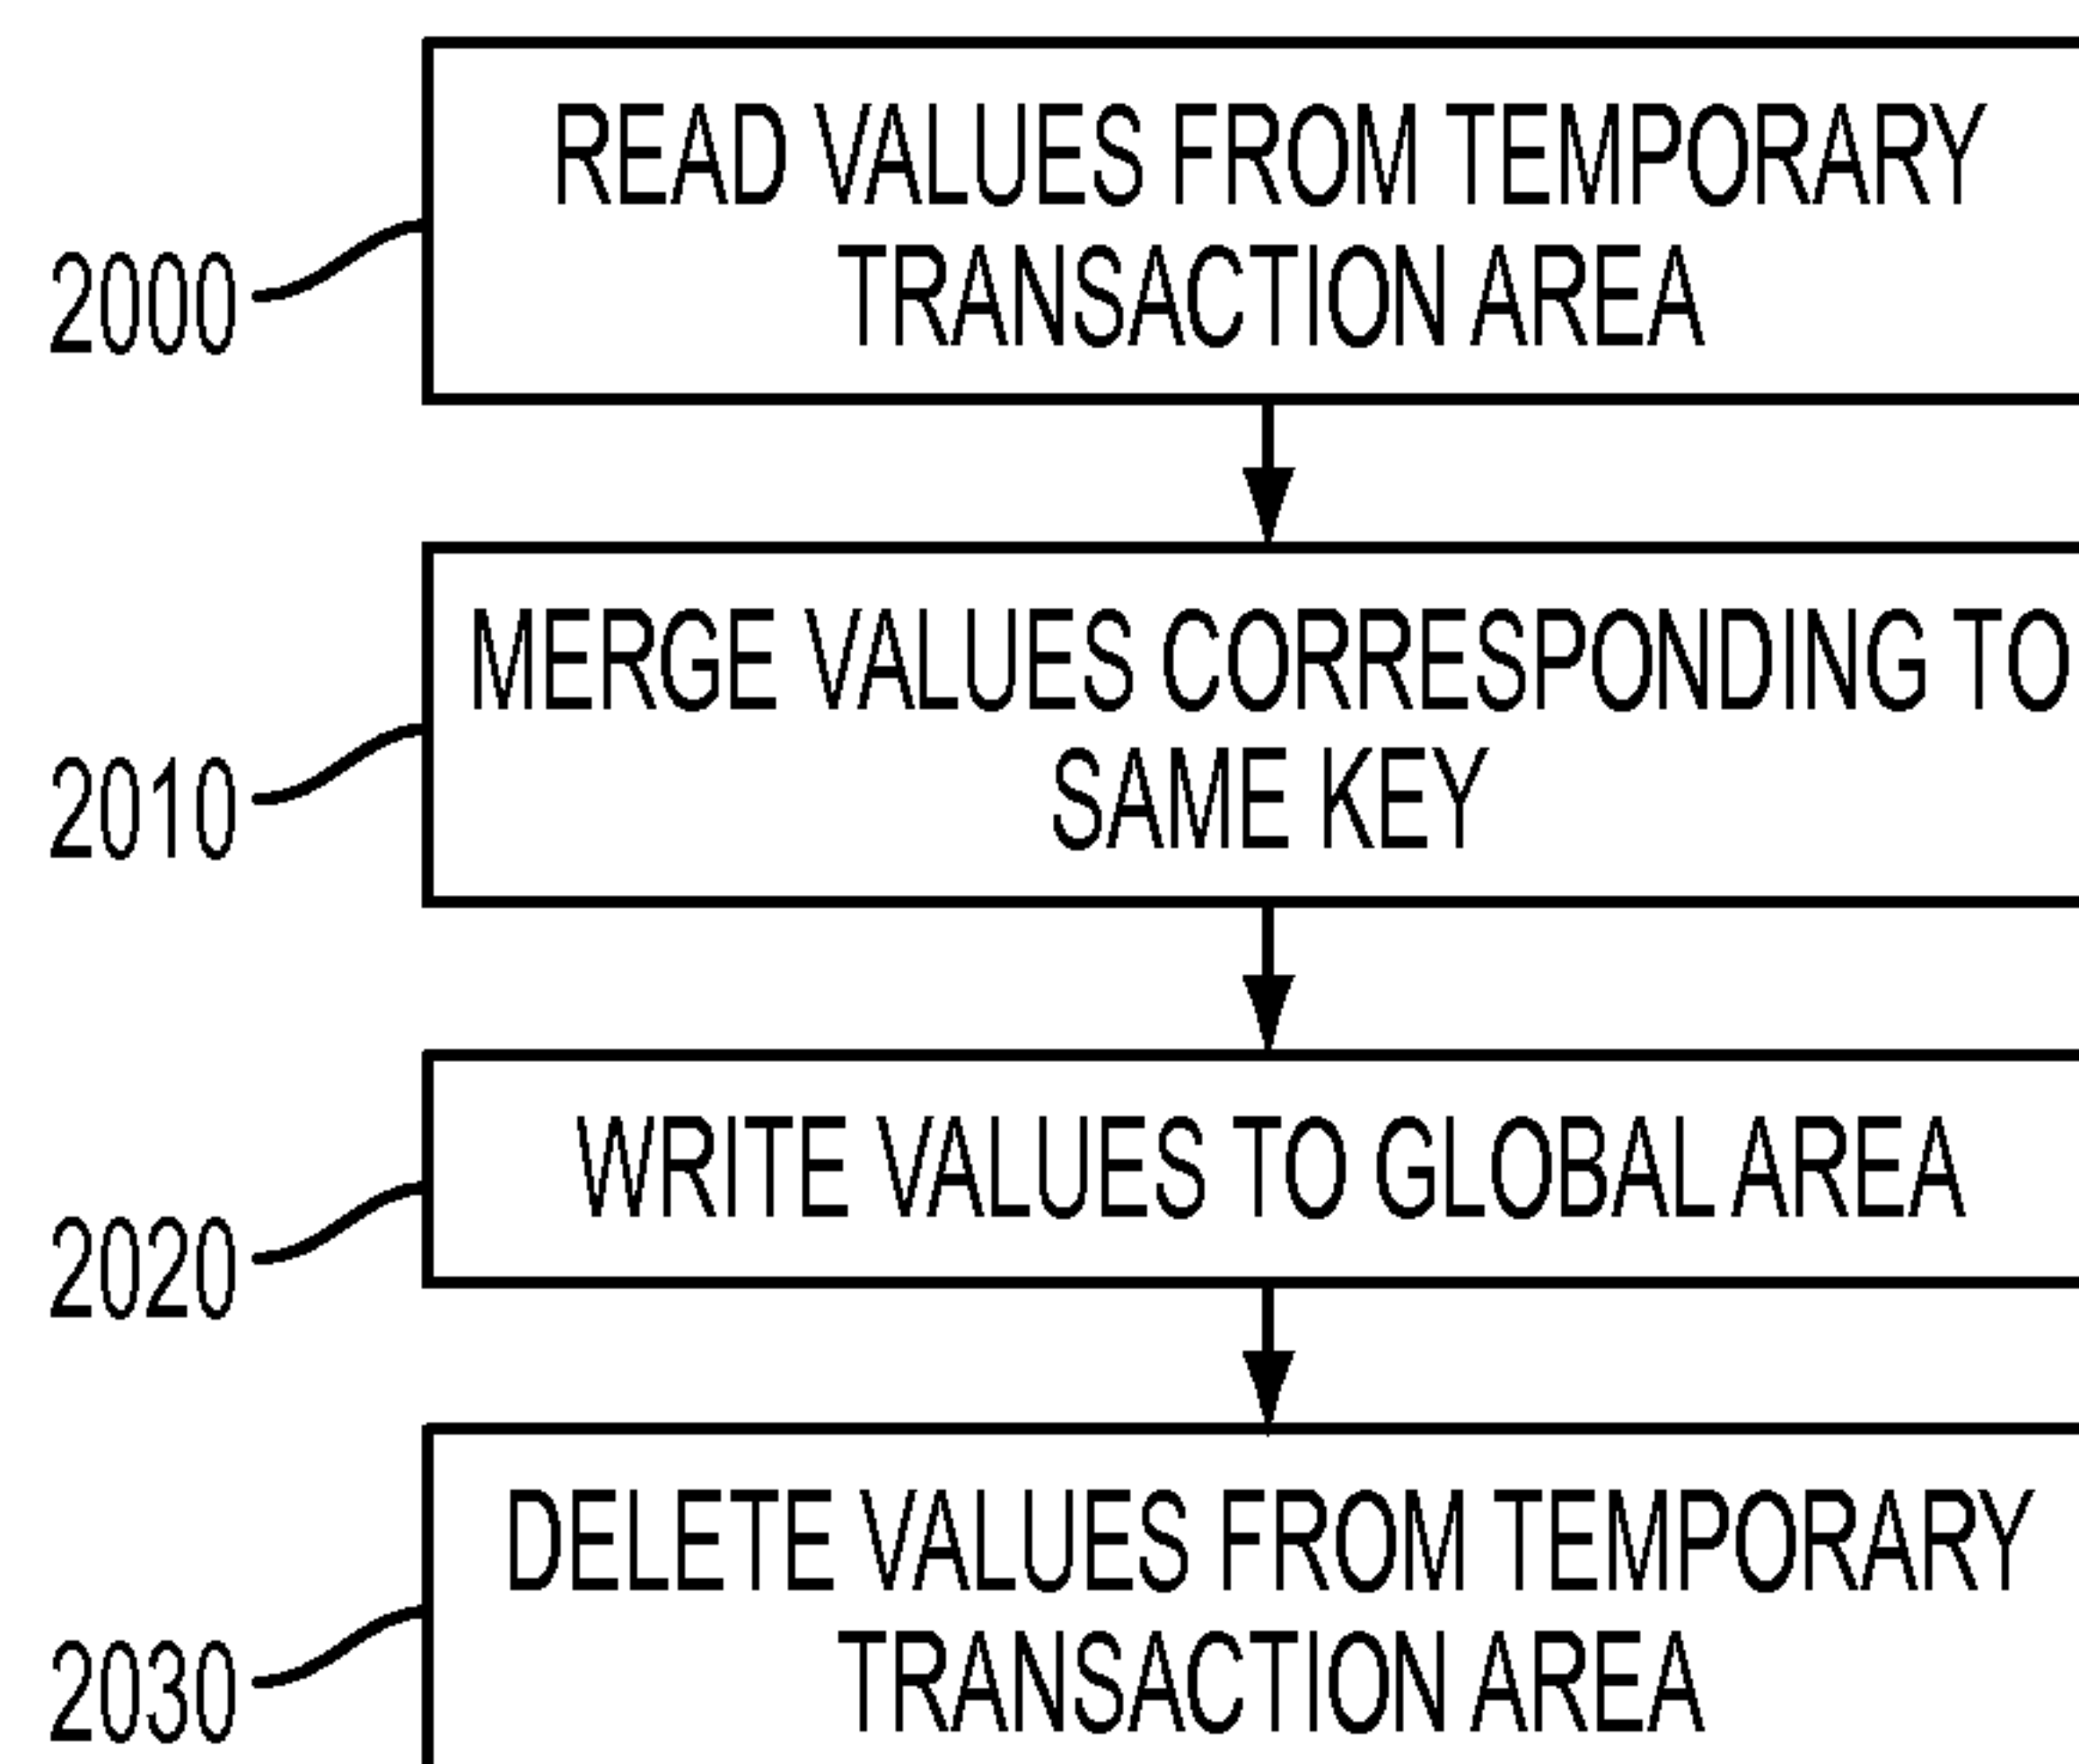 READ VALUES FROM TEMPORARY
TRANSACTION AREA
2000
MERGE VALUES CORRESPONDING TO
SAME KEY
2010
WRITE VALUES TO GLOBAL AREA
2020
DELETE VALUES FROM TEMPORARY
TRANSACTION AREA
2030